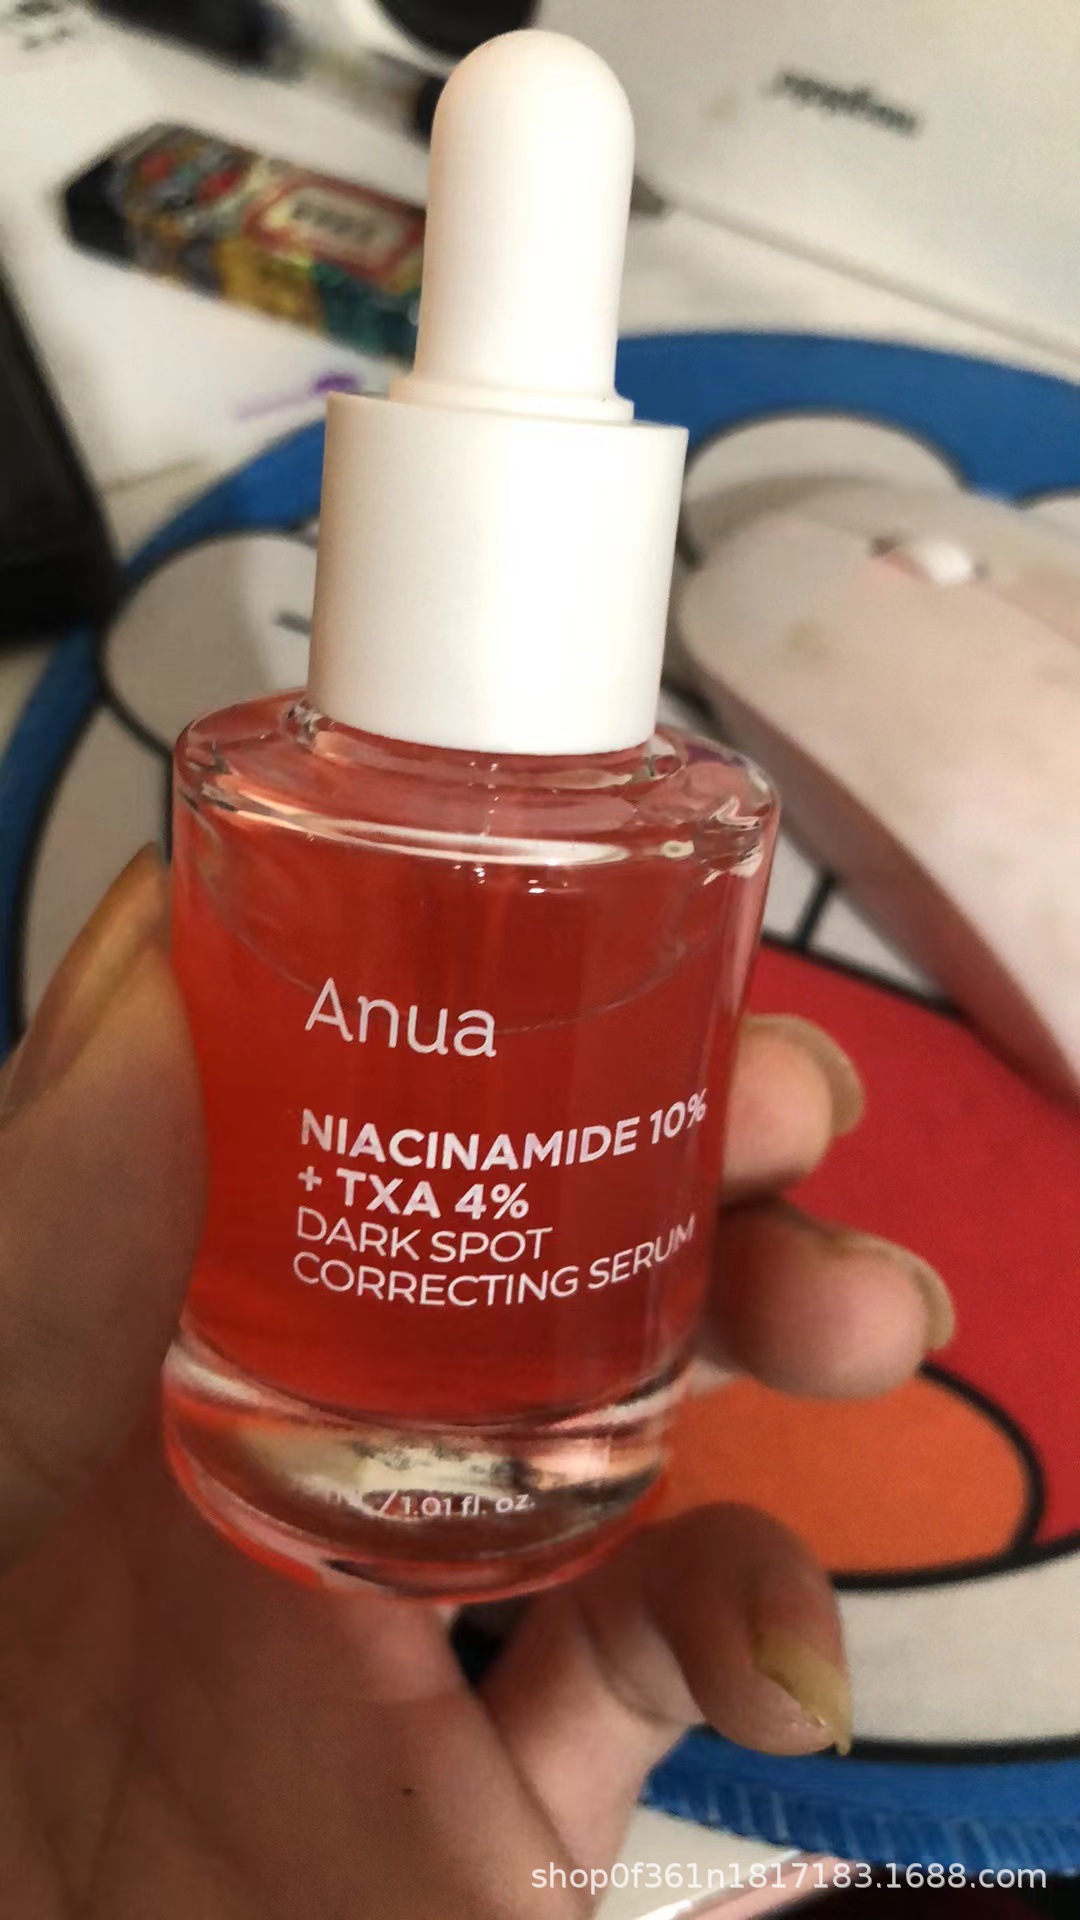 Anua
NIACINAMIDE 10%
+ TXA 4%
DARK SPOT
CORRECTING SERUM
/1.01 fl. oz.
shop0f361n1817183.1688.com